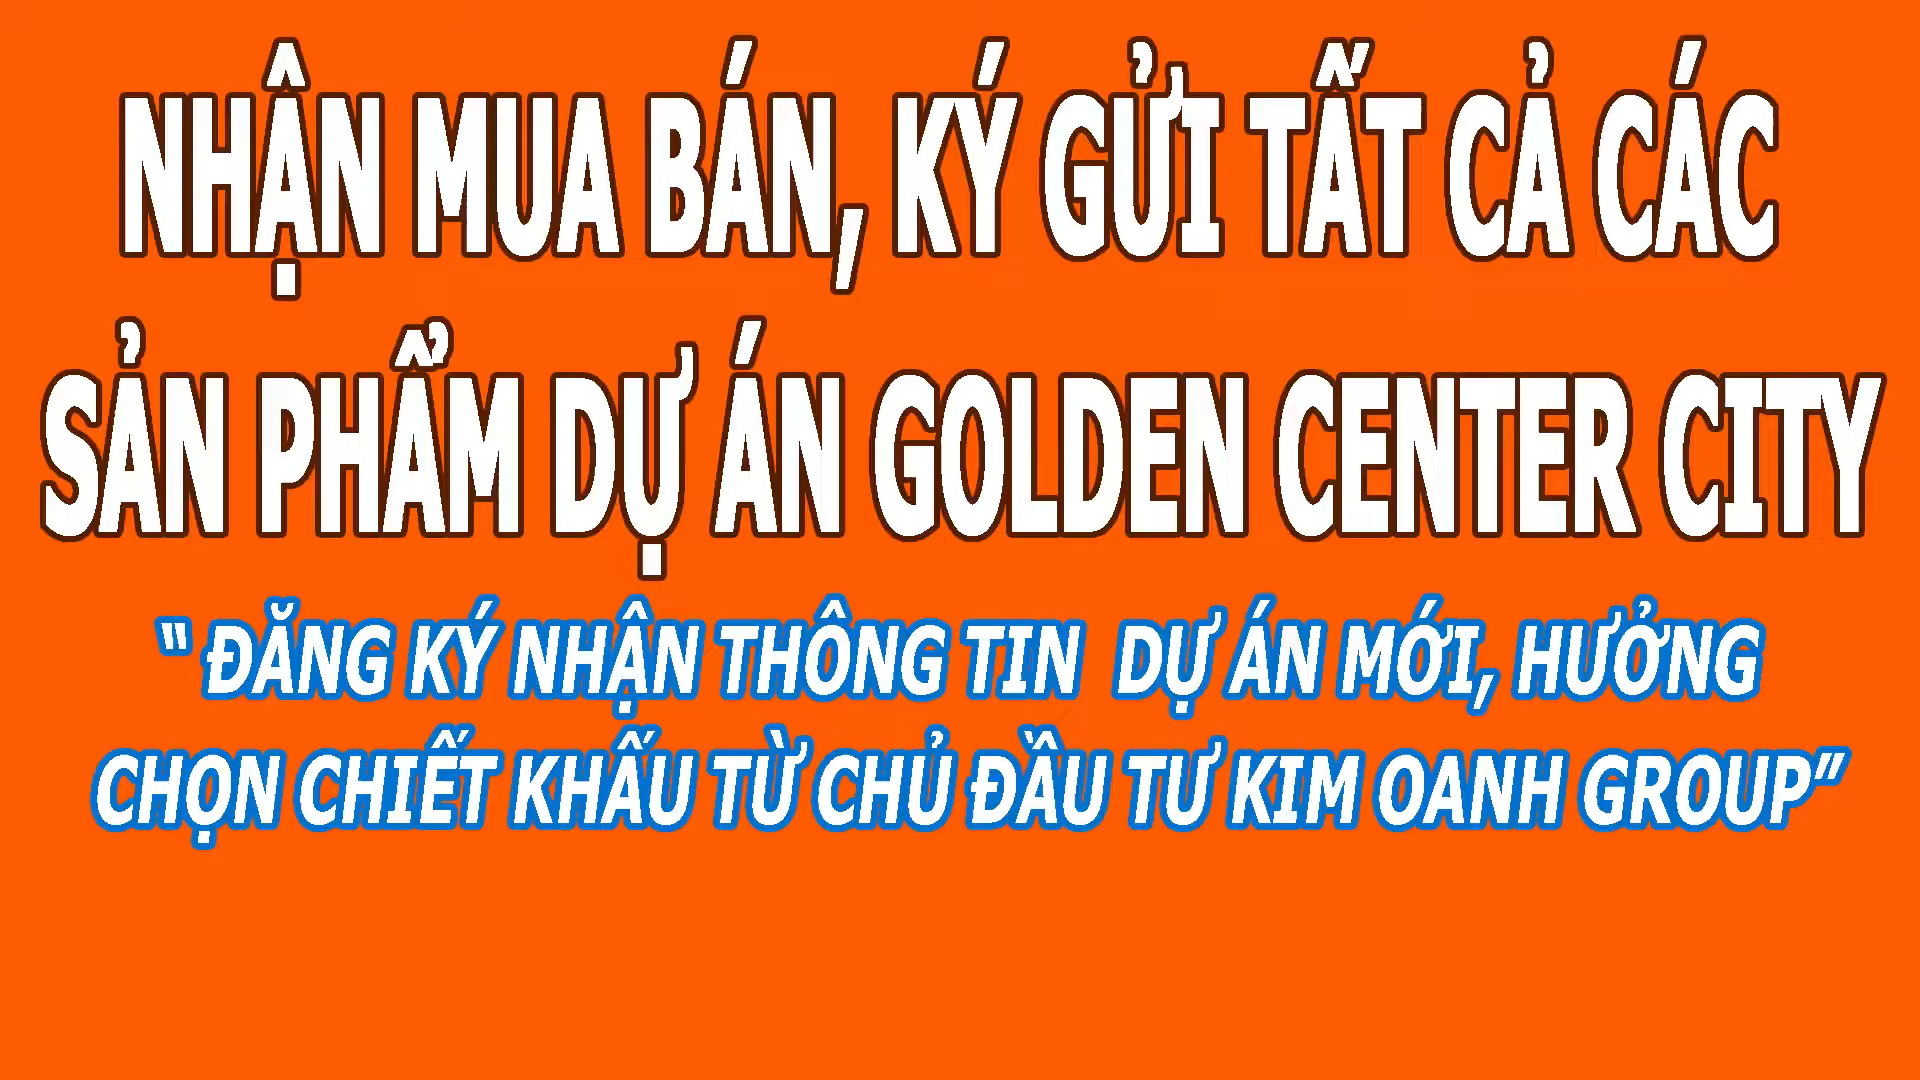 NHẬN MUA BÁN, KÝ GỬI TẤT CẢ CÁC
SẢN PHẨM DỰ ÁN GOLDEN CENTER CITY
“ ĐĂNG KÝ NHẬN THÔNG TIN DỰ ÁN MỚI, HƯỞNG
CHỌN CHIẾT KHẤU TỪ CHỦ ĐẦU TƯ KIM OANH GROUP”